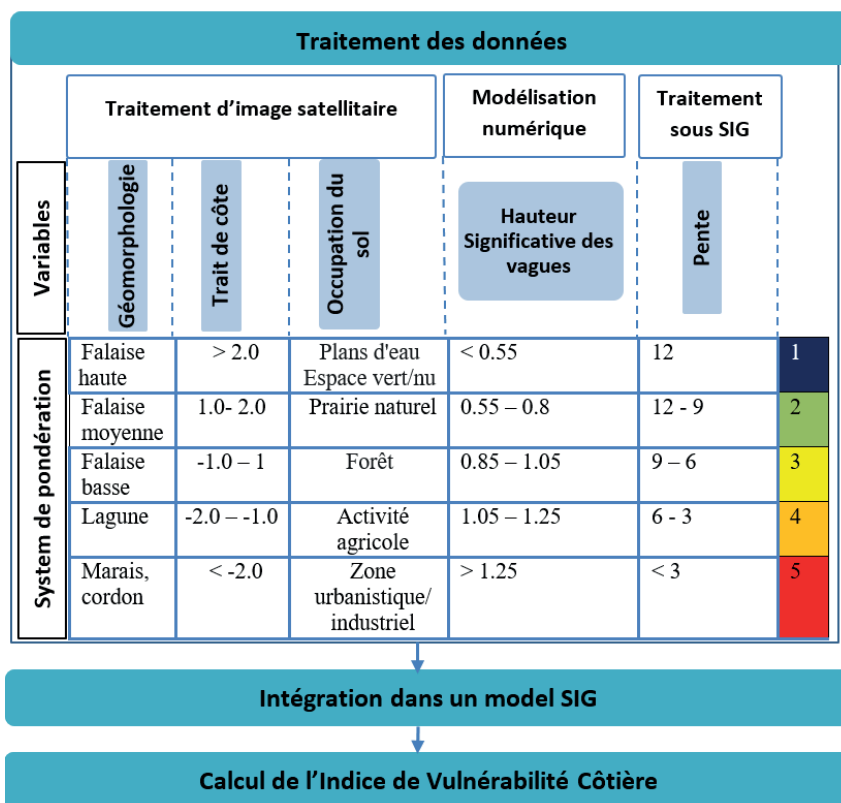 Traitement des données
Traitement d'image satellitaire
Modélisation
numérique
Traitement
sous SIG
Variables
Géomorphologie
Trait de côte
Occupation du
sol
Hauteur
Significative des
vagues
Pente
System de pondération
Falaise
haute
> 2.0
Plans d'eau
Espace vert/nu
< 0.55
12
1
Falaise
moyenne
1.0- 2.0
Prairie naturel
0.55 – 0.8
12 - 9
2
Falaise
basse
-1.0 – 1
Forêt
0.85 – 1.05
9 – 6
3
Lagune
-2.0 – -1.0
Activité
agricole
1.05 – 1.25
6 - 3
4
Marais,
cordon
< -2.0
Zone
urbanistique/
industriel
> 1.25
< 3
5
Intégration dans un model SIG
Calcul de l'Indice de Vulnérabilité Côtière